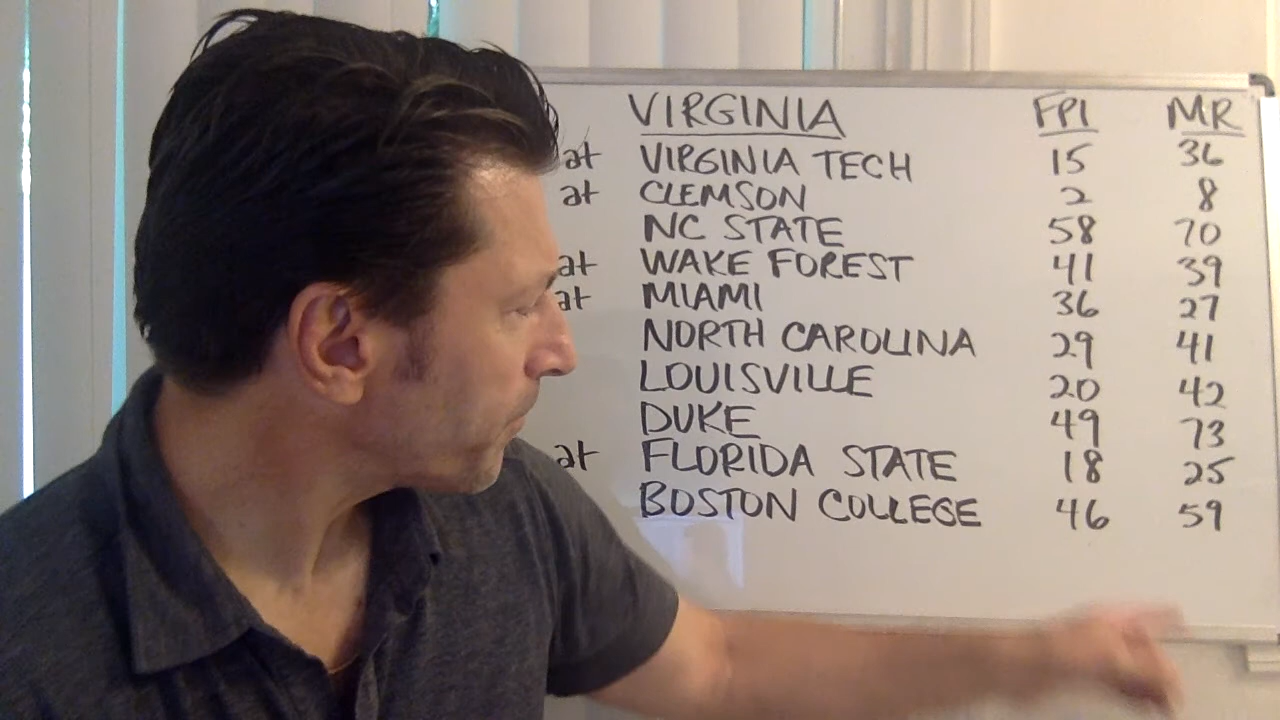 VIRGINIA FPI MR
at VIRGINIA TECH 15 36
at CLEMSON 2 8
NC STATE 58 70
at WAKE FOREST 41 39
at MIAMI 36 27
NORTH CAROLINA 29 41
LOUISVILLE 20 42
DUKE 49 73
at FLORIDA STATE 18 25
BOSTON COLLEGE 46 59